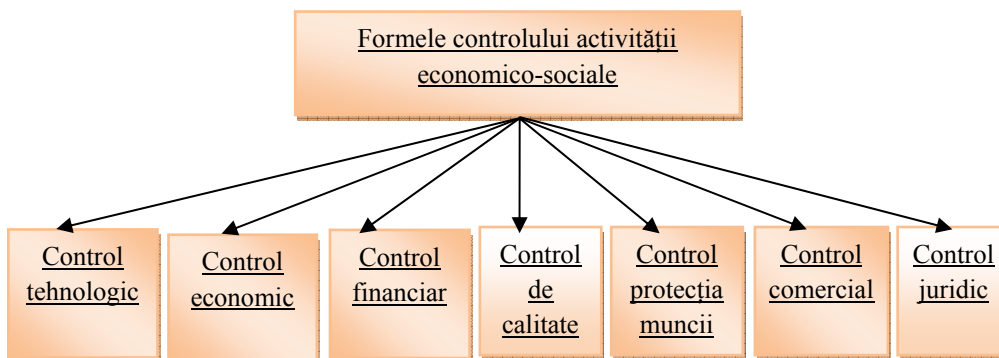 Formele controlului activității
economico-sociale
Control
tehnologic
Control
economic
Control
financiar
Control
de
calitate
Control
protecția
muncii
Control
comercial
Control
juridic